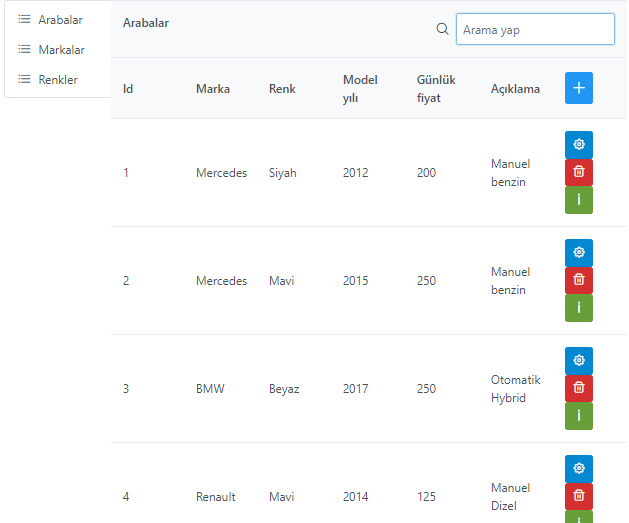 Arabalar
Markalar
Renkler
Arabalar
Arama yap
Id Marka Renk Model yılı Günlük fiyat Açıklama
1 Mercedes Siyah 2012 200 Manuel benzin
2 Mercedes Mavi 2015 250 Manuel benzin
3 BMW Beyaz 2017 250 Otomatik Hybrid
4 Renault Mavi 2014 125 Manuel Dizel